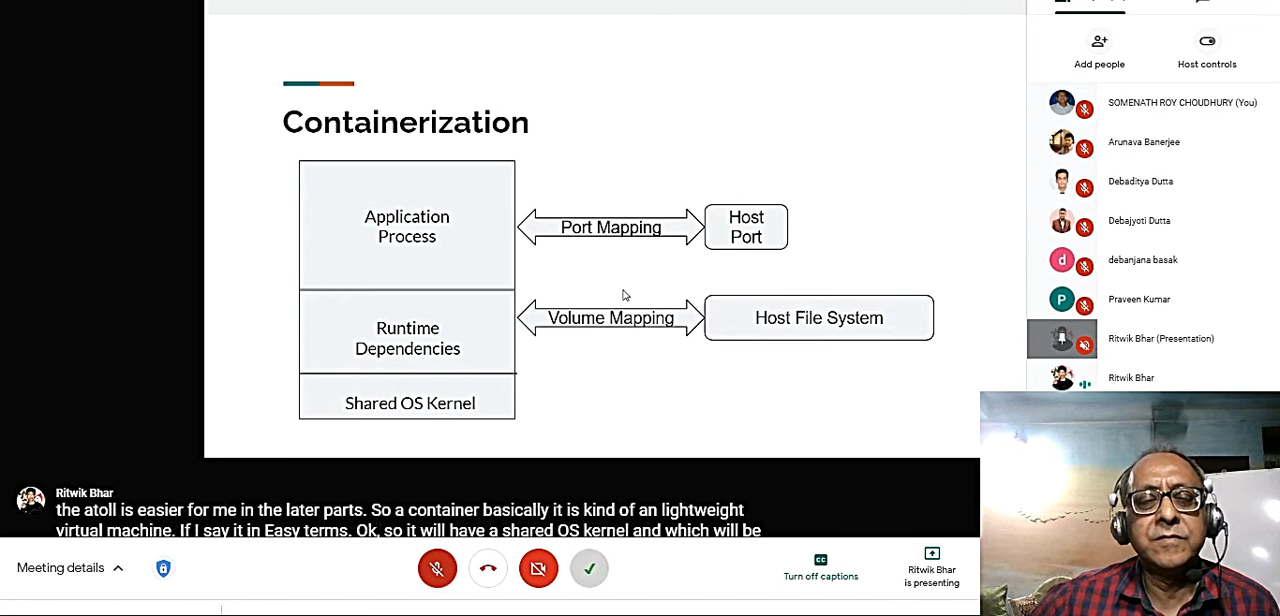 Containerization
Application
Process
Port Mapping
Host
Port
Runtime
Dependencies
Volume Mapping
Host File System
Shared OS Kernel
Add people
Host controls
SOMENATH ROY CHOUDHURY (You)
Arunava Banerjee
Debaditya Dutta
Debajyoti Dutta
d
debanjana basak
P
Praveen Kumar
Ritwik Bhar (Presentation)
Ritwik Bhar
Ritwik Bhar
the atoll is easier for me in the later parts. So a container basically it is kind of an lightweight
virtual machine. If I say it in Easy terms. Ok, so it will have a shared OS kernel and which will be
Meeting details
CC
Turn off captions
Ritwik Bhar
is presenting